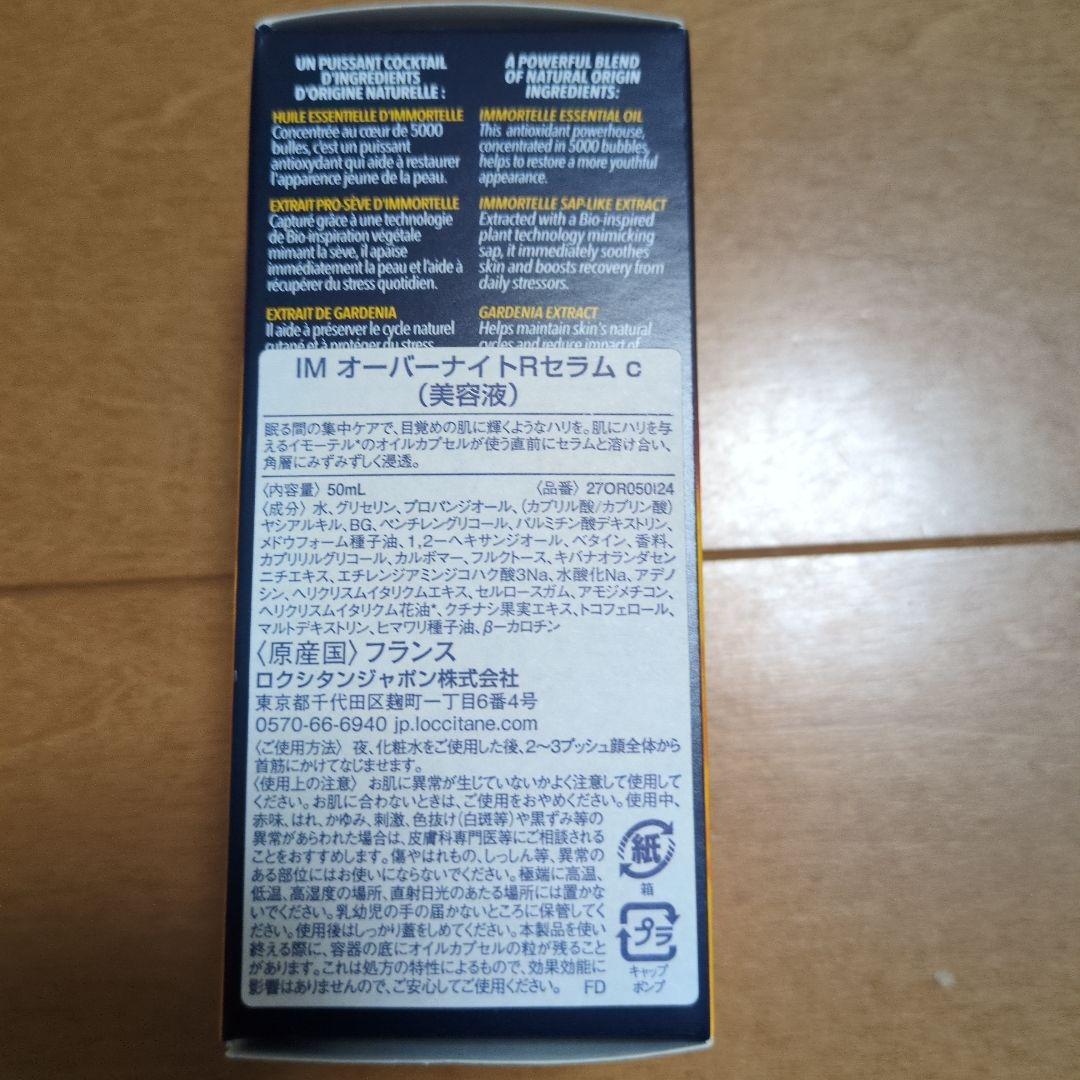 UN PUISSANT COCKTAIL
D'INGREDIENTS
D'ORIGINE NATURELLE :
HUILE ESSENTIELLE D'IMMORTELLE
Concentrée au cœur de 5000
bulles, c'est un puissant
antioxydant qui aide à restaurer
l'apparence jeune de la peau.
EXTRAIT PRO-SÈVE D'IMMORTELLE
Capturé grâce à une technologie
de Bio-inspiration végétale
mimant la sève, il apaise
immédiatement la peau et l'aide à
récupérer du stress quotidien.
EXTRAIT DE GARDENIA
Il aide à préserver le cycle naturel
cutané et à protéger du stress
A POWERFUL BLEND
OF NATURAL ORIGIN
INGREDIENTS:
IMMORTELLE ESSENTIAL OIL
This antioxidant powerhouse,
concentrated in 5000 bubbles,
helps to restore a more youthful
appearance.
IMMORTELLE SAP-LIKE EXTRACT
Extracted with a Bio-inspired
plant technology mimicking
sap, it immediately soothes
skin and boosts recovery from
daily stressors.
GARDENIA EXTRACT
Helps maintain skin's natural
cycles and reduce impact of
IM オーバーナイトRセラム c
（美容液）
眠る間の集中ケアで、目覚めの肌に輝くようなハリを。肌にハリを与
えるイモーテル*のオイルカプセルが使う直前にセラムと溶け合い、
角層にみずみずしく浸透。
〈内容量〉 50mL 〈品番〉 27OR050I24
〈成分〉 水、グリセリン、プロパンジオール、（カプリル酸/カプリン酸）
ヤシアルキル、BG、ペンチレングリコール、パルミチン酸デキストリン、
メドウフォーム種子油、1,2－ヘキサンジオール、ベタイン、香料、
カプリリルグリコール、カルボマー、フルクトース、キバナオランダセン
ニチエキス、エチレンジアミンジコハク酸3Na、水酸化Na、アデノ
シン、ヘリクリスムイタリクムエキス、セルロースガム、アモジメチコン、
ヘリクリスムイタリクム花油*、クチナシ果実エキス、トコフェロール、
マルトデキストリン、ヒマワリ種子油、β－カロチン
〈原産国〉フランス
ロクシタンジャポン株式会社
東京都千代田区麹町一丁目6番4号
0570-66-6940 jp.loccitane.com
〈ご使用方法〉 夜、化粧水をご使用した後、2～3プッシュ顔全体から
首筋にかけてなじませます。
〈使用上の注意〉 お肌に異常が生じていないかよく注意して使用して
ください。お肌に合わないときは、ご使用をおやめください。使用中、
赤味、はれ、かゆみ、刺激、色抜け(白斑等)や黒ずみ等の
異常があらわれた場合は、皮膚科専門医等にご相談される
ことをおすすめします。傷やはれもの、しっしん等、異常の
ある部位にはお使いにならないでください。極端に高温、
低温、高湿度の場所、直射日光のあたる場所には置かな
いでください。乳幼児の手の届かないところに保管してく
ださい。使用後はしっかり蓋をしめてください。本製品を使い
終える際に、容器の底にオイルカプセルの粒が残ること
があります。これは処方の特性によるもので、効果効能に
影響はありませんので、ご安心してご使用ください。 FD
紙
箱
プラ
キャップ
ポンプ